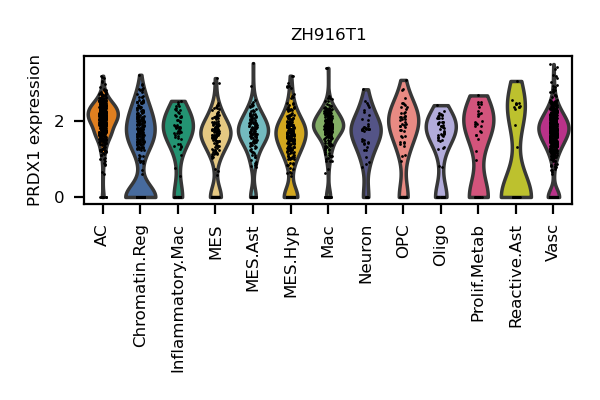 ZH916T1
PRDX1 expression
2
0
AC
Chromatin.Reg
Inflammatory.Mac
MES
MES.Ast
MES.Hyp
Mac
Neuron
OPC
Oligo
Prolif.Metab
Reactive.Ast
Vasc